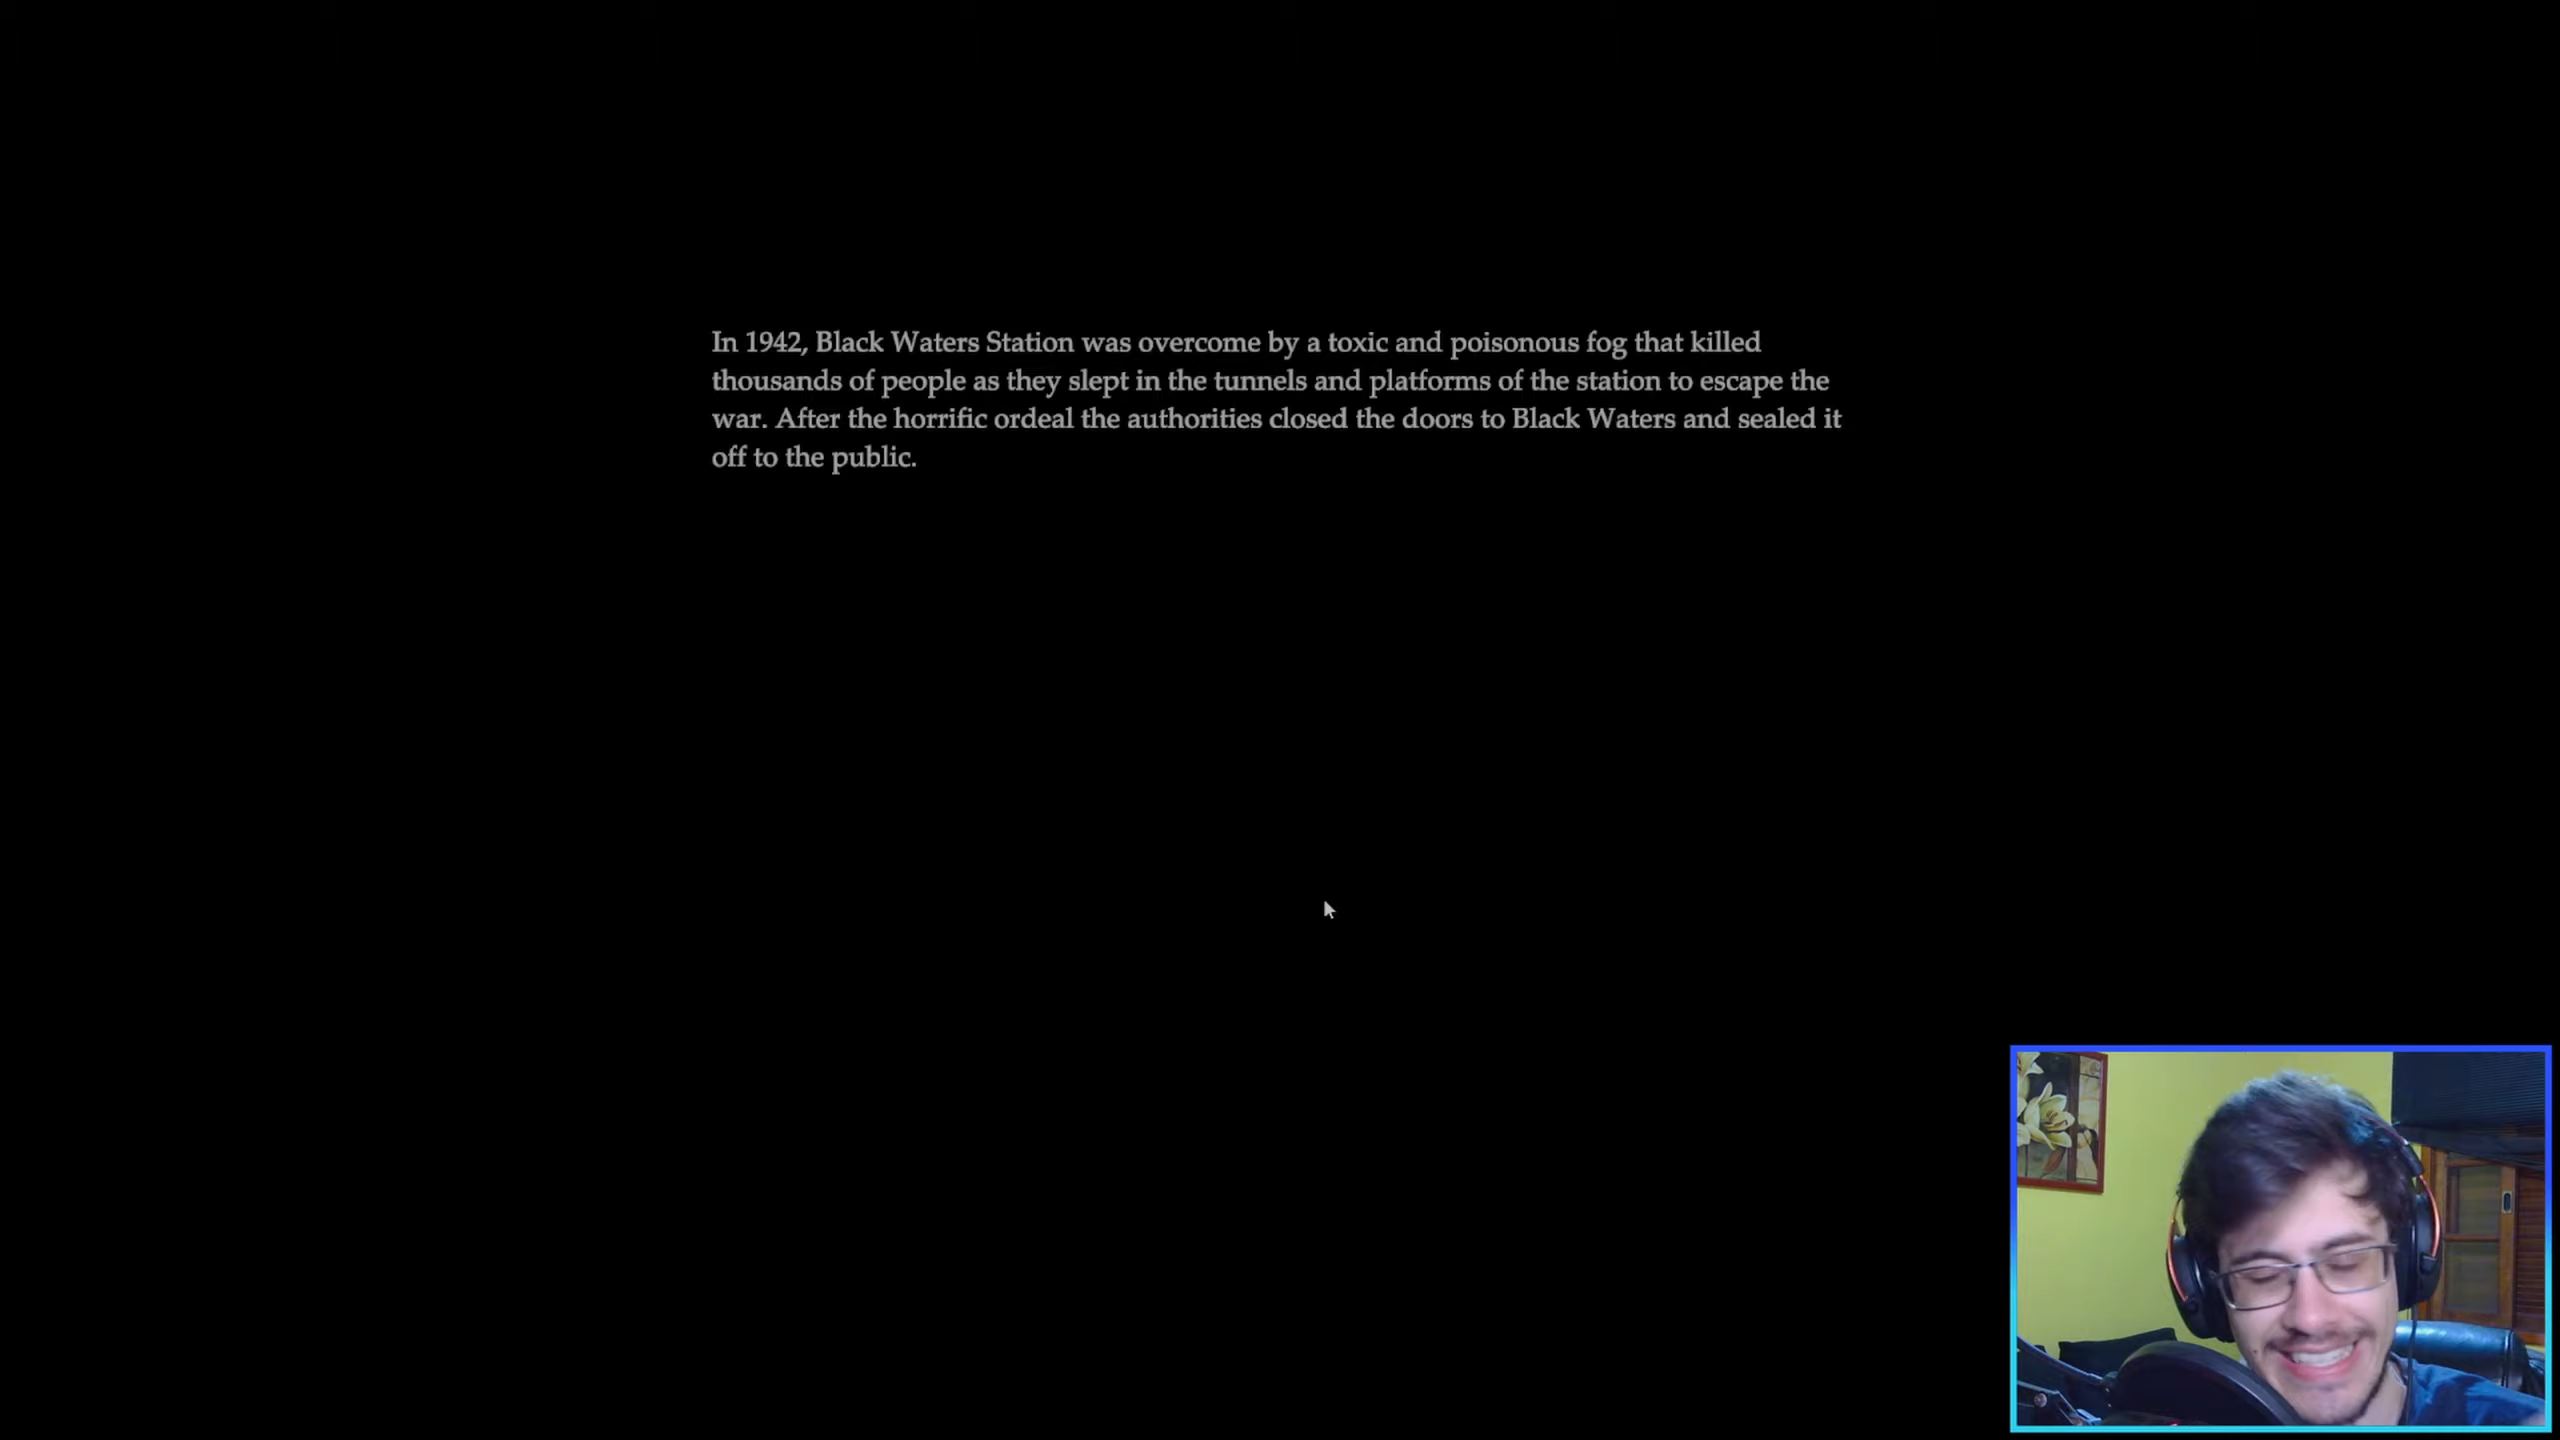 In 1942, Black Waters Station was overcome by a toxic and poisonous fog that killed
thousands of people as they slept in the tunnels and platforms of the station to escape the
war. After the horrific ordeal the authorities closed the doors to Black Waters and sealed it
off to the public.